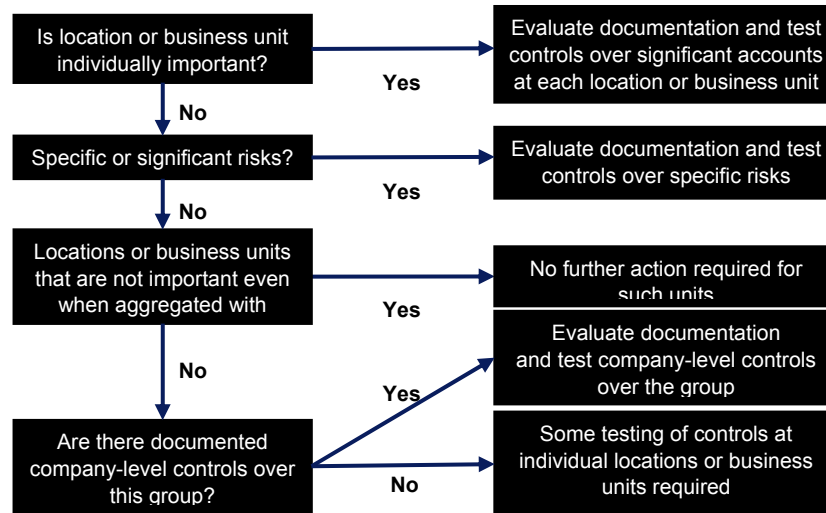 Is location or business unit
individually important?
Yes
Evaluate documentation and test
controls over significant accounts
at each location or business unit
No
Specific or significant risks?
Yes
Evaluate documentation and test
controls over specific risks
No
Locations or business units
that are not important even
when aggregated with
Yes
No further action required for
such units
No
Yes
Evaluate documentation
and test company-level controls
over the group
Are there documented
company-level controls over
this group?
No
Some testing of controls at
individual locations or business
units required